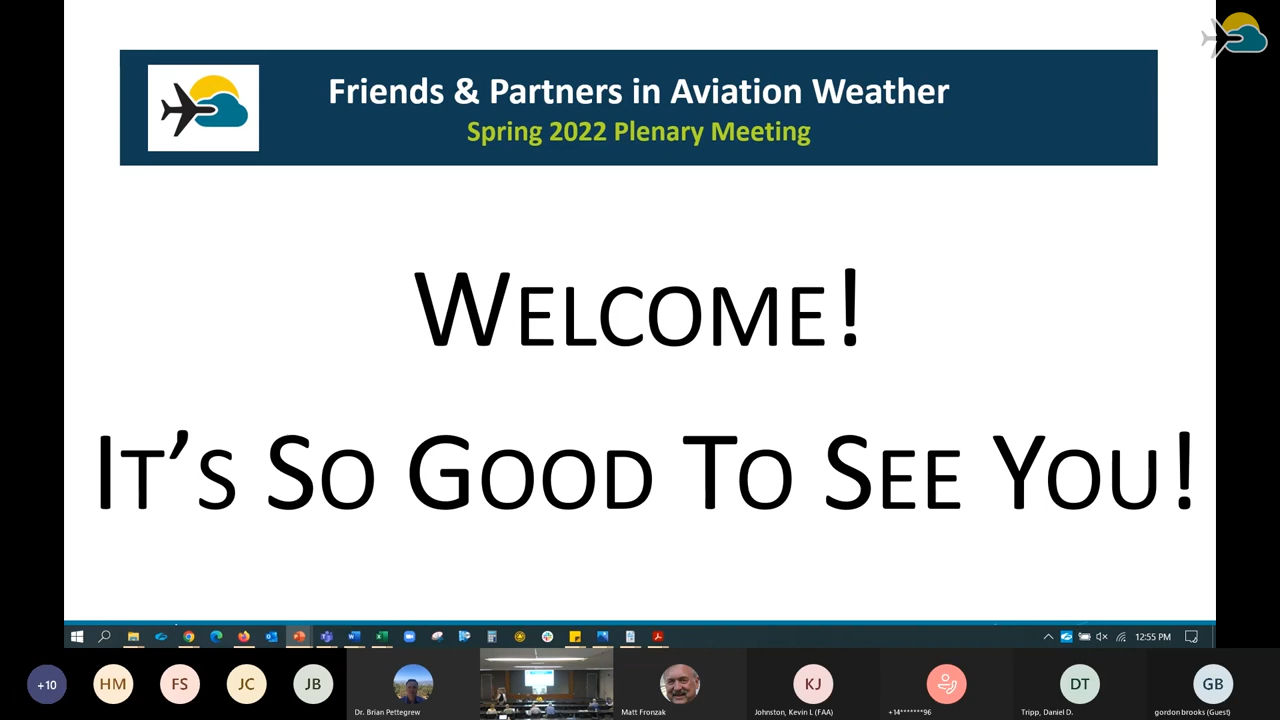 Friends & Partners in Aviation Weather
Spring 2022 Plenary Meeting
WELCOME!
IT'S SO GOOD TO SEE YOU!
12:55 PM
+10
HM
FS
JC
JB
Dr. Brian Pettegrew
Matt Fronzak
KJ
Johnston, Kevin L (FAA)
+14*******96
DT
Tripp, Daniel D.
GB
gordon brooks (Guest)